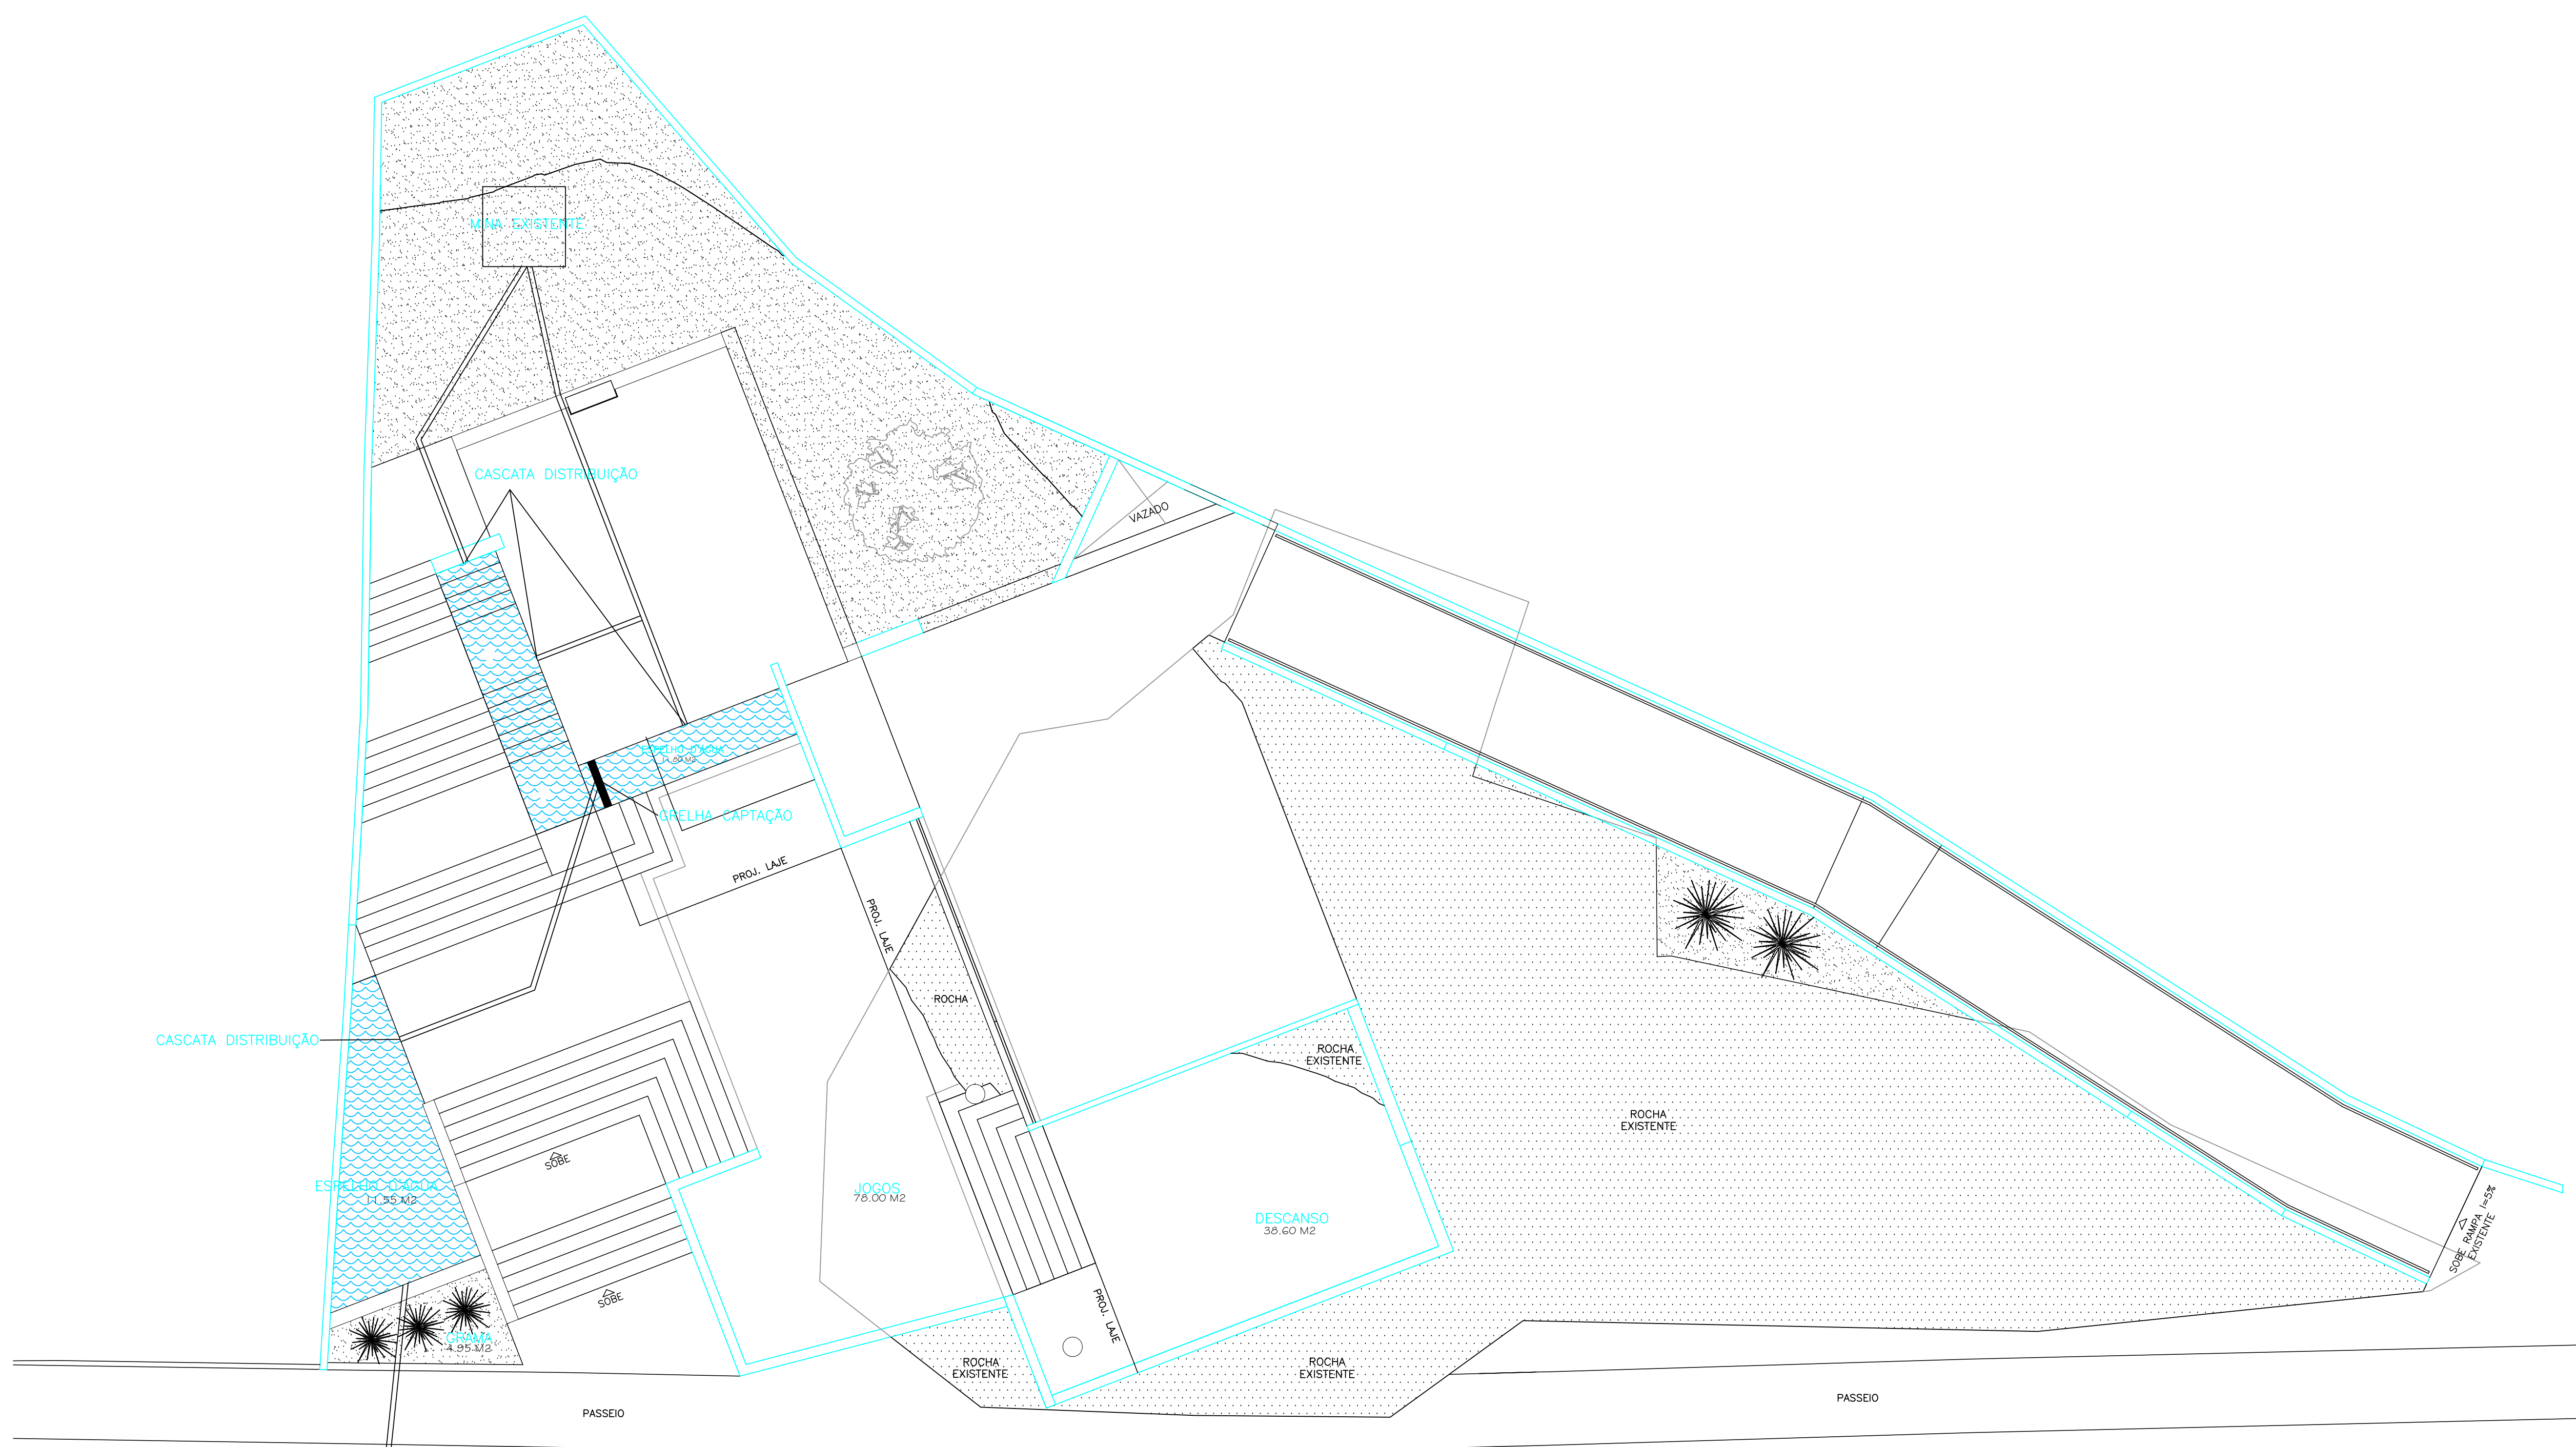 MINA EXISTENTE
CASCATA DISTRIBUIÇÃO
VAZADO
ESPELHO D'ÁGUA
GRELHA CAPTAÇÃO
PROJ. LAJE
PROJ. LAJE
ROCHA
CASCATA DISTRIBUIÇÃO
ROCHA
EXISTENTE
ROCHA
EXISTENTE
SOBE
ESPELHO D'ÁGUA
11.55 M2
JOGOS
78.00 M2
DESCANSO
38.60 M2
SOBE RAMPA I=5%
EXISTENTE
SOBE
PROJ. LAJE
GRAMA
4.95 M2
ROCHA
EXISTENTE
ROCHA
EXISTENTE
PASSEIO
PASSEIO